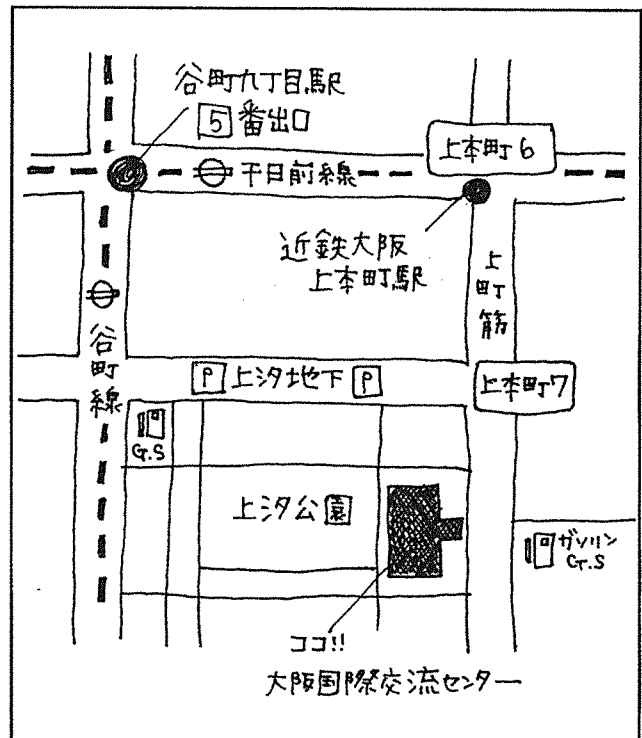 谷町九丁目駅
5番出口
上本町6
千日前線
近鉄大阪
上本町駅
上町筋
谷町線
P 上汐地下 P
上本町7
G.S
上汐公園
ガソリン
G.S
ココ!!
大阪国際交流センター